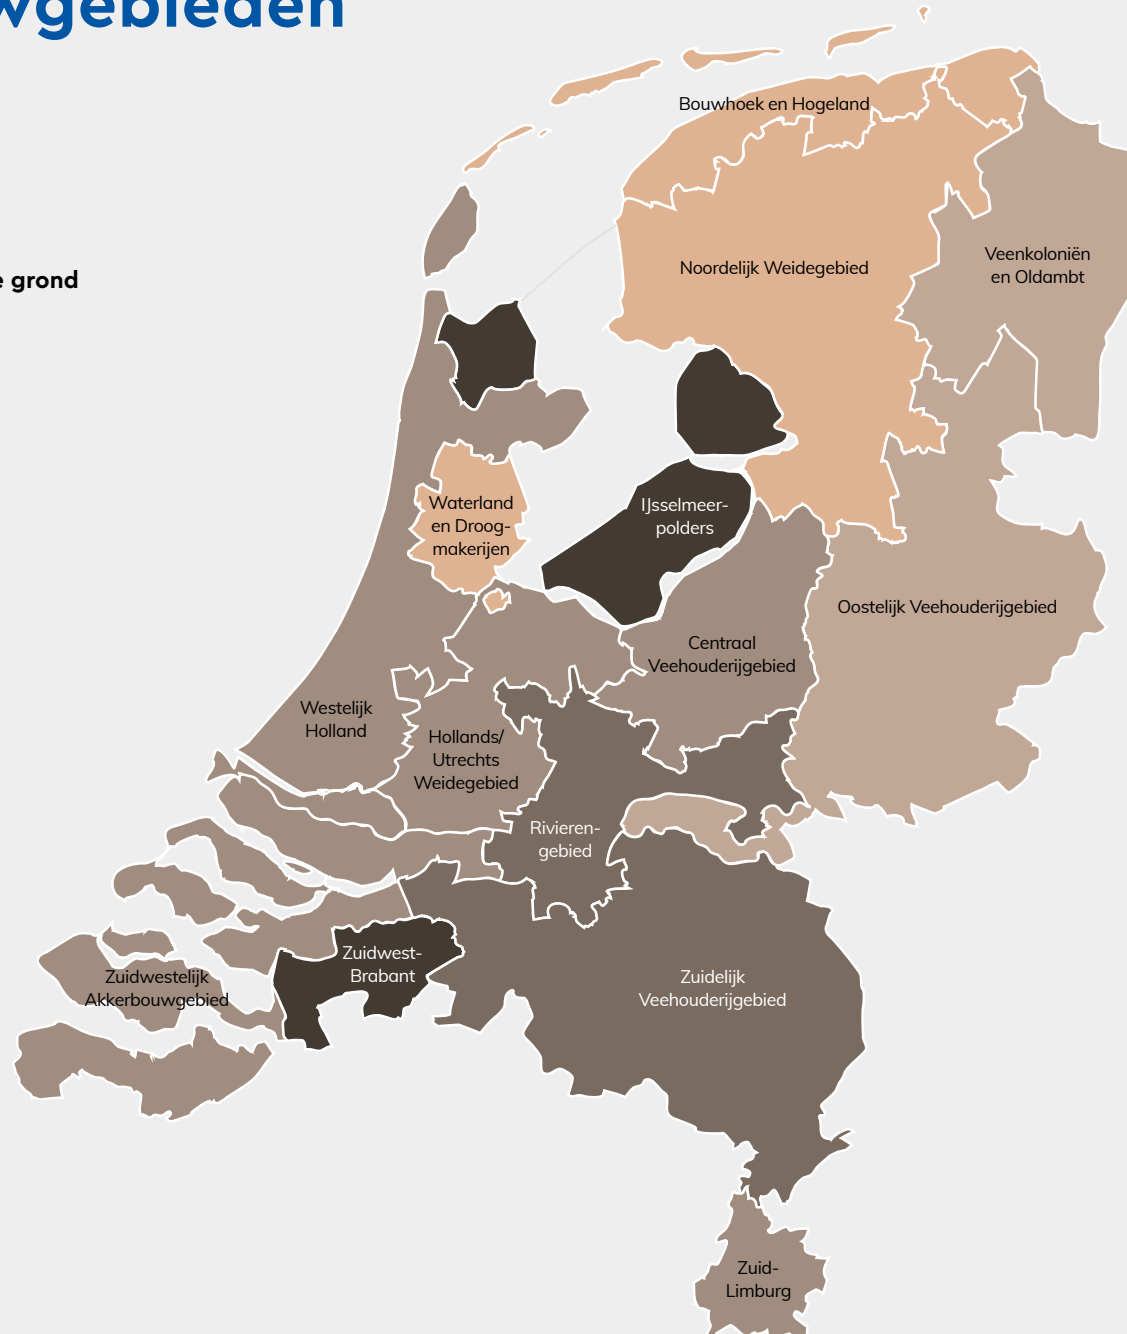 wgebieden
e grond
Bouwhoek en Hogeland
Noordelijk Weidegebied
Veenkoloniën
en Oldambt
Waterland
en Droog-
makerijen
IJsselmeer-
polders
Oostelijk Veehouderijgebied
Centraal
Veehouderijgebied
Westelijk
Holland
Hollands/
Utrechts
Weidegebied
Rivieren-
gebied
Zuidwest-
Brabant
Zuidwestelijk
Akkerbouwgebied
Zuidelijk
Veehouderijgebied
Zuid-
Limburg